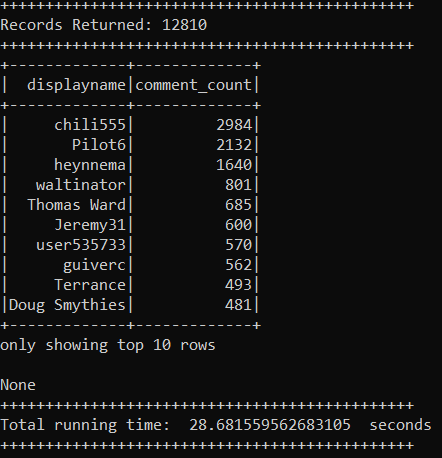 ++++++++++++++++++++++++++++++++++++++++++++++
Records Returned: 12810
++++++++++++++++++++++++++++++++++++++++++++++
+-------------+-------------+
|  displayname|comment_count|
+-------------+-------------+
|     chili555|         2984|
|       Pilot6|         2132|
|     heynnema|         1640|
|   waltinator|          801|
|  Thomas Ward|          685|
|     Jeremy31|          600|
|   user535733|          570|
|      guiverc|          562|
|     Terrance|          493|
|Doug Smythies|          481|
+-------------+-------------+
only showing top 10 rows

None
++++++++++++++++++++++++++++++++++++++++++++++
Total running time:  28.681559562683105  seconds
++++++++++++++++++++++++++++++++++++++++++++++